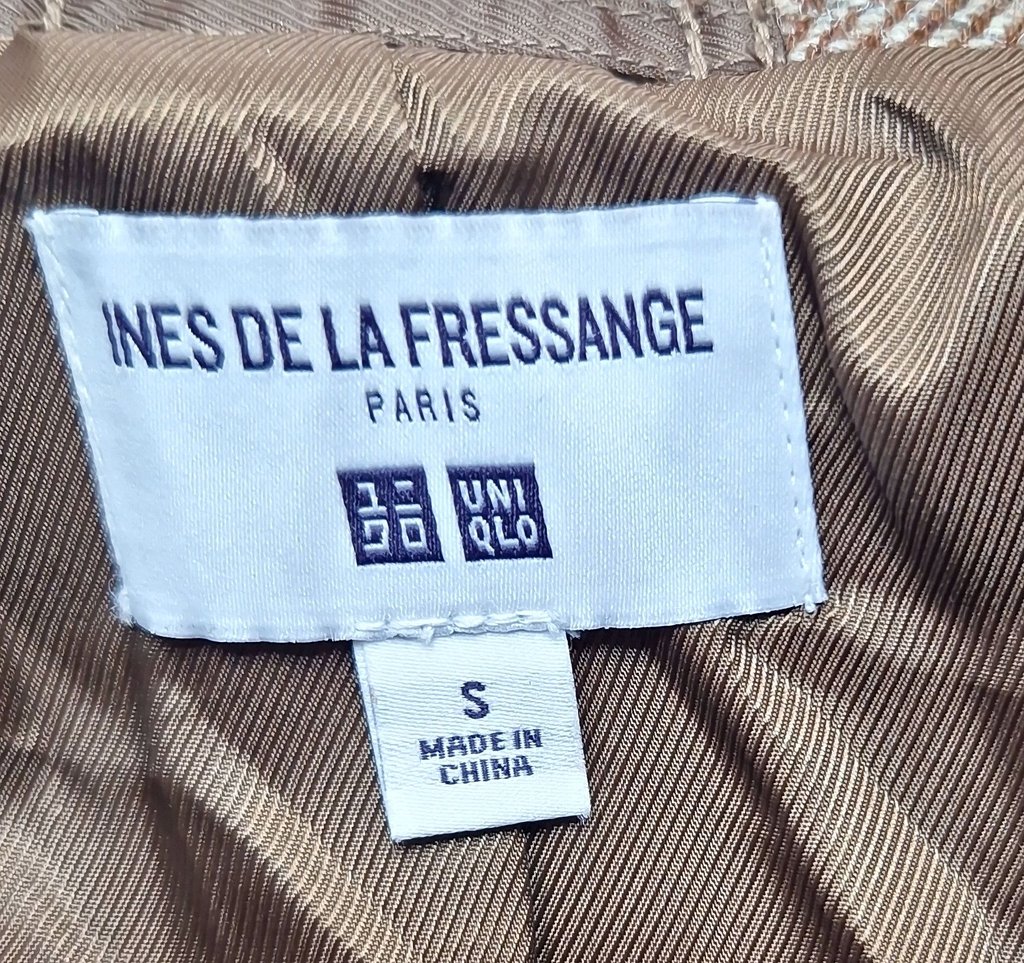 INES DE LA FRESSANGE
PARIS
ユニ UNI
クロ QLO
S
MADE IN
CHINA